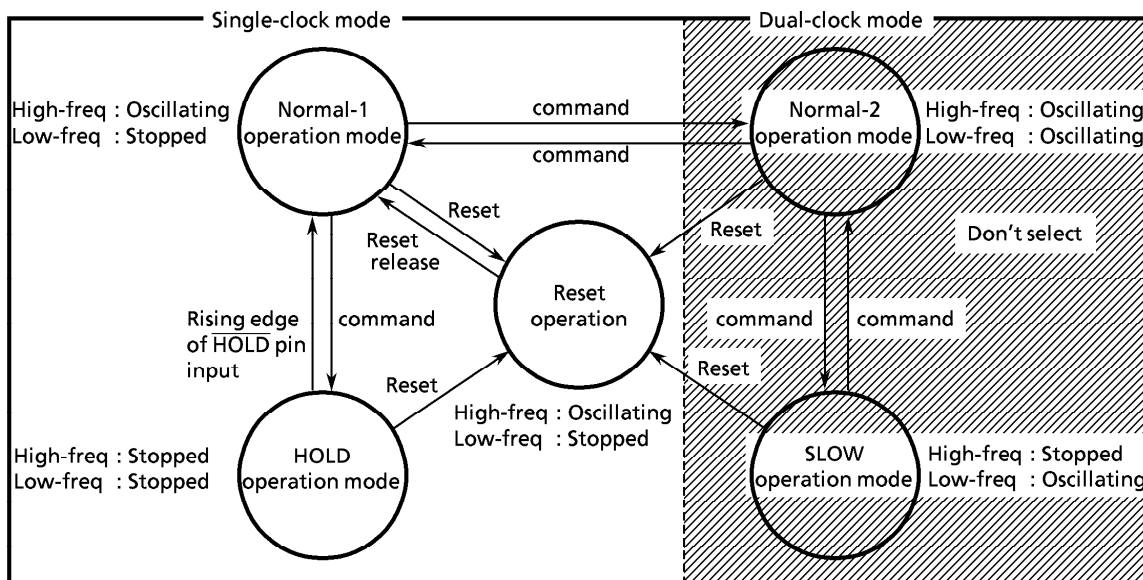 Single-clock mode
Dual-clock mode
High-freq : Oscillating
Low-freq : Stopped
Normal-1
operation mode
command
command
Normal-2
operation mode
High-freq : Oscillating
Low-freq : Oscillating
Reset
Reset
release
Reset
Don't select
Reset
operation
Rising edge
of HOLD pin
input
command
command
command
Reset
Reset
High-freq : Oscillating
Low-freq : Stopped
High-freq : Stopped
Low-freq : Stopped
HOLD
operation mode
SLOW
operation mode
High-freq : Stopped
Low-freq : Oscillating